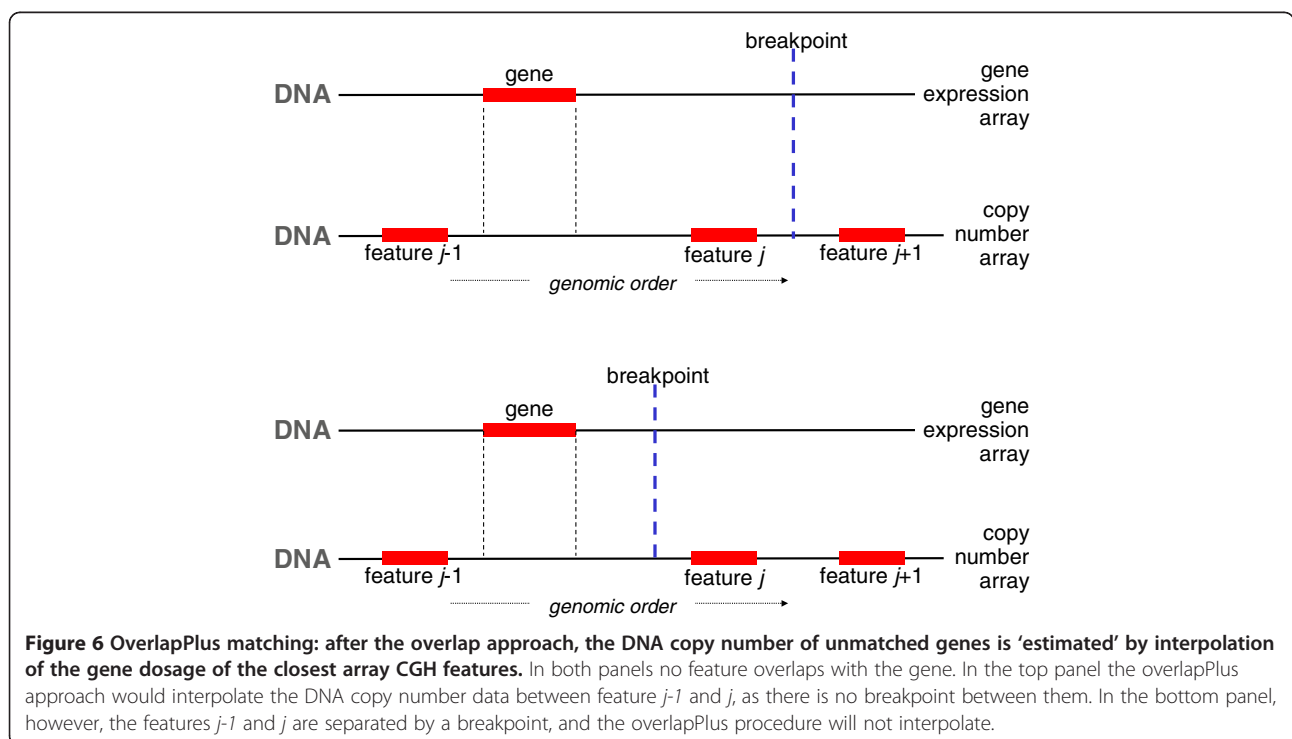 breakpoint
gene
DNA
gene
expression
array
DNA
copy
number
array
feature j-1
feature j
feature j+1
genomic order
breakpoint
gene
DNA
gene
expression
array
DNA
copy
number
array
feature j-1
feature j
feature j+1
genomic order
Figure 6 OverlapPlus matching: after the overlap approach, the DNA copy number of unmatched genes is ‘estimated’ by interpolation
of the gene dosage of the closest array CGH features. In both panels no feature overlaps with the gene. In the top panel the overlapPlus
approach would interpolate the DNA copy number data between feature j-1 and j, as there is no breakpoint between them. In the bottom panel,
however, the features j-1 and j are separated by a breakpoint, and the overlapPlus procedure will not interpolate.